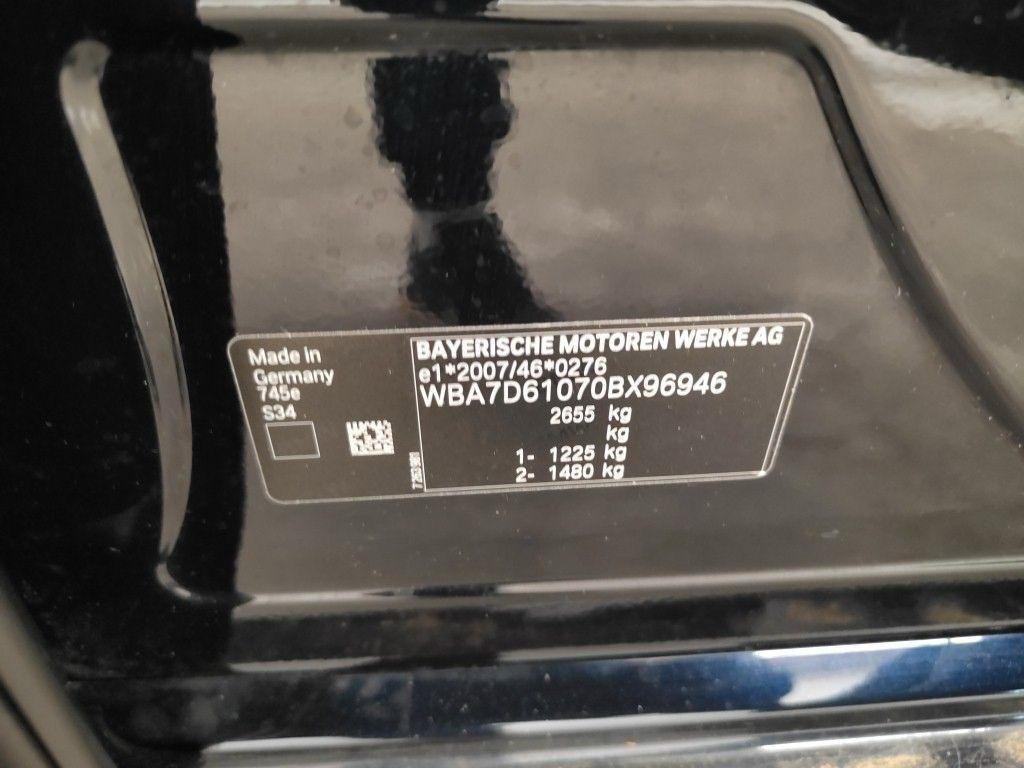 Made in
Germany
745e
S34
BAYERISCHE MOTOREN WERKE AG
e1*2007/46*0276
WBA7D61070BX96946
2655 kg
kg
1- 1225 kg
2- 1480 kg